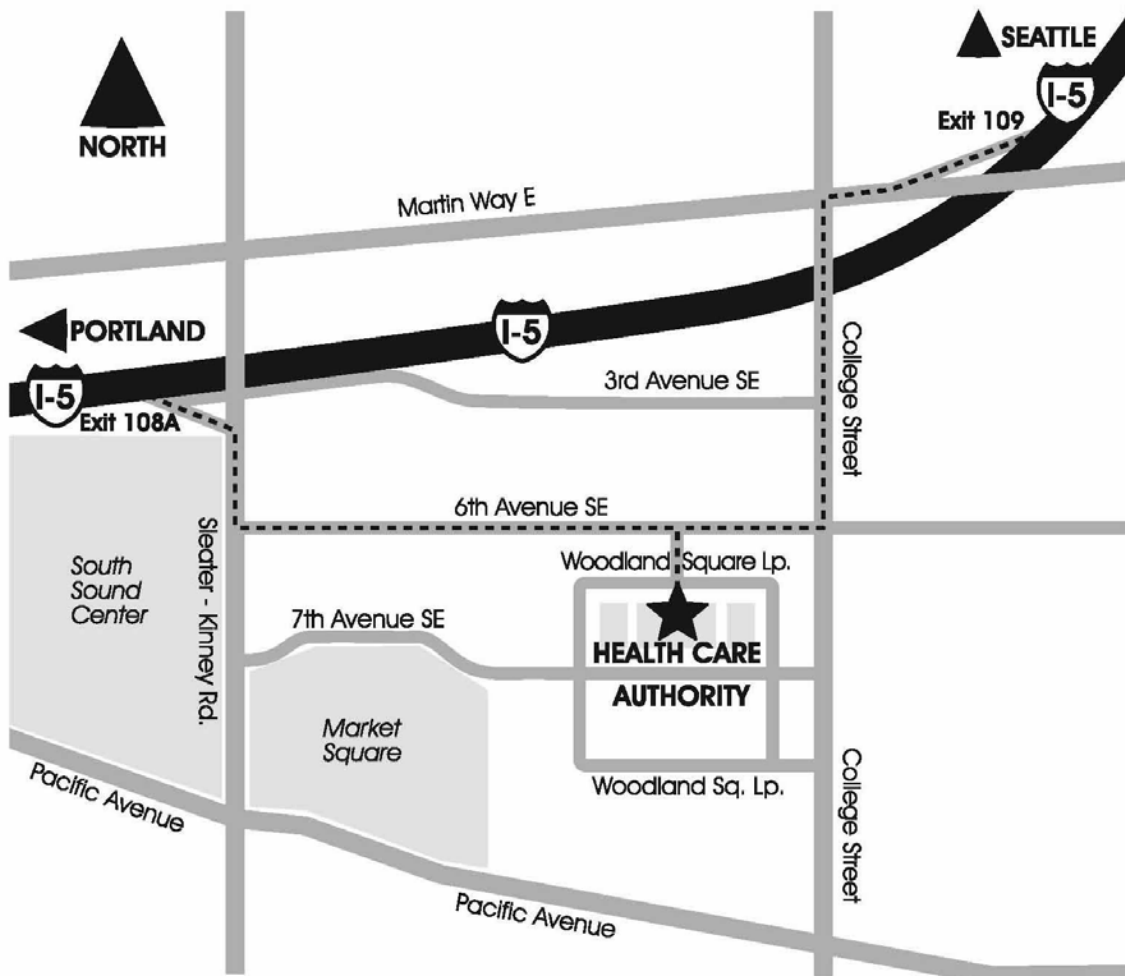 SEATTLE
I-5
Exit 109
NORTH
Martin Way E
PORTLAND
I-5
I-5
Exit 108A
3rd Avenue SE
College Street
6th Avenue SE
Sleater - Kinney Rd.
South
Sound
Center
Woodland Square Lp.
7th Avenue SE
HEALTH CARE
AUTHORITY
Market
Square
Woodland Sq. Lp.
College Street
Pacific Avenue
Pacific Avenue